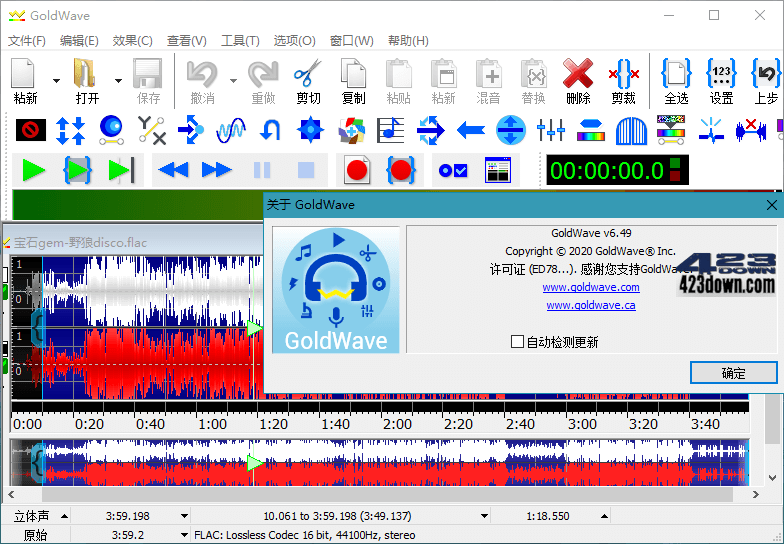 GoldWave
文件(F) 编辑(E) 效果(C) 查看(V) 工具(T) 选项(O) 窗口(W) 帮助(H)
粘新 打开 保存 撤消 重做 剪切 复制 粘贴 粘新 混音 替换 删除 剪裁 全选 设置 上步
123
00:00:00.0
关于 GoldWave
宝石gem-野狼disco.flac
GoldWave v6.49
Copyright © 2020 GoldWave® Inc.
许可证 (ED78...). 感谢您支持GoldWave!
www.goldwave.com
www.goldwave.ca
423
DOWN
423down.com
GoldWave
自动检测更新
确定
1
0
1
0
0:00 0:20 0:40 1:00 1:20 1:40 2:00 2:20 2:40 3:00 3:20 3:40
立体声 3:59.198 10.061 to 3:59.198 (3:49.137) 1:18.550
原始 3:59.2 FLAC: Lossless Codec 16 bit, 44100Hz, stereo